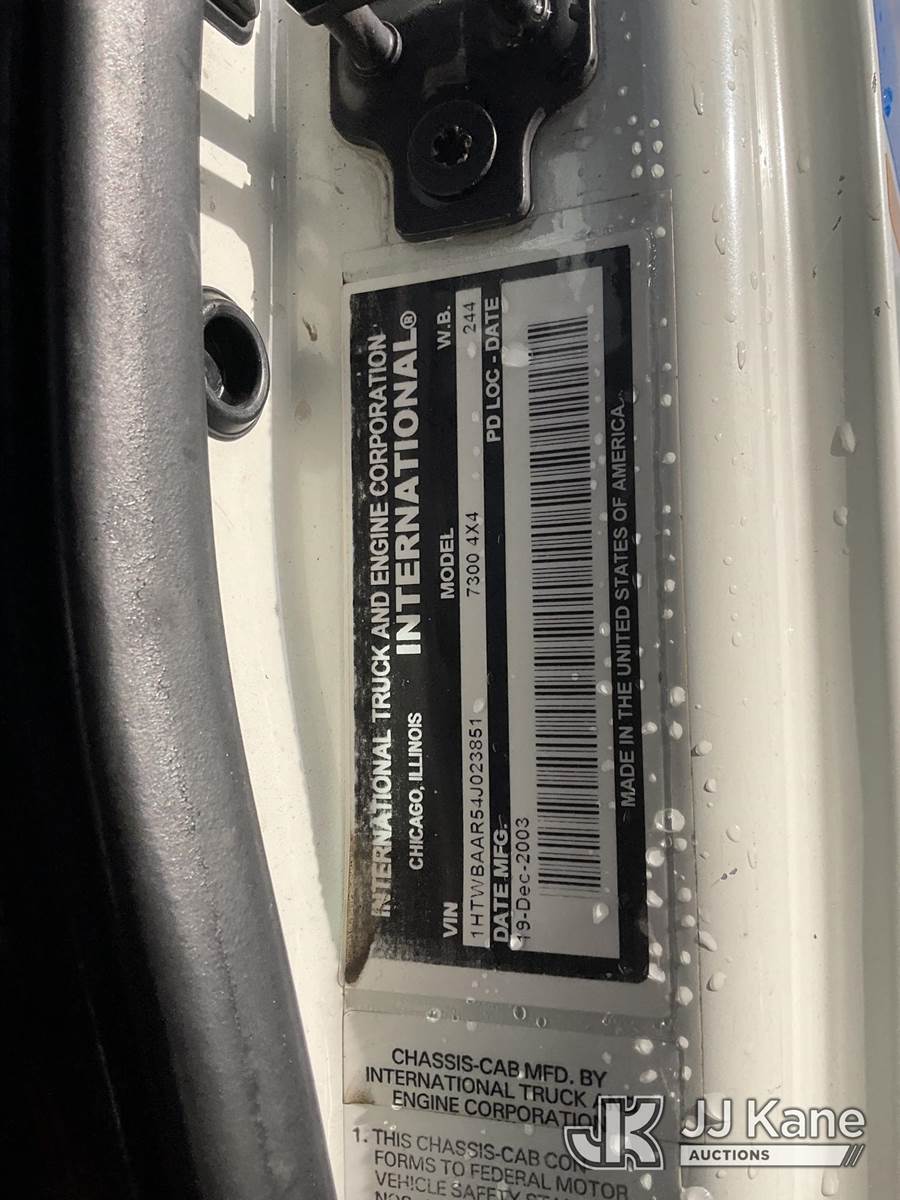 INTERNATIONAL TRUCK AND ENGINE CORPORATION
CHICAGO, ILLINOIS INTERNATIONAL®
VIN MODEL W.B.
1HTWBAAR54J023851 7300 4X4 244
DATE MFG. PD LOC - DATE
19-Dec-2003
MADE IN THE UNITED STATES OF AMERICA
CHASSIS-CAB MFD. BY
INTERNATIONAL TRUCK
ENGINE CORPORATION
1. THIS CHASSIS-CAB CON
FORMS TO FEDERAL MOTOR
VEHICLE SAFETY
JK JJ Kane
AUCTIONS